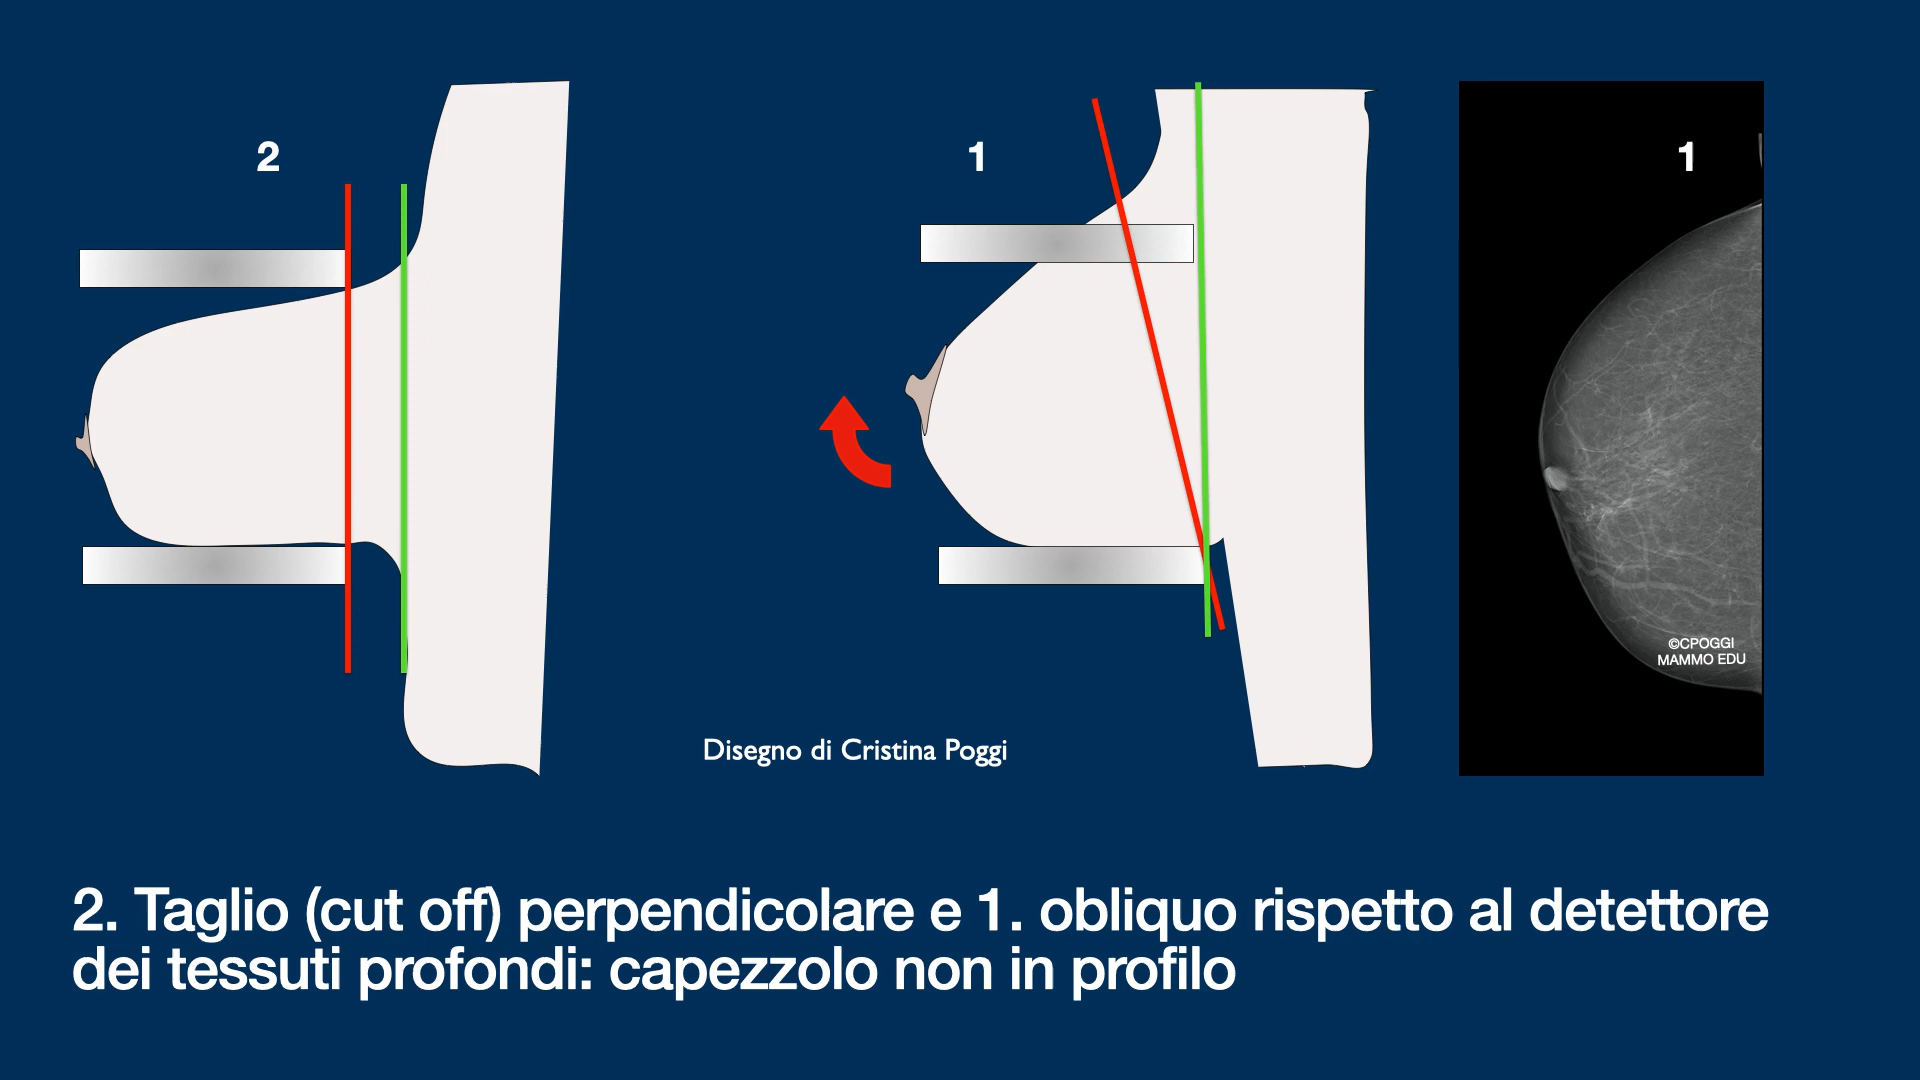 2
1
1
©CPOGGI
MAMMO EDU
Disegno di Cristina Poggi
2. Taglio (cut off) perpendicolare e 1. obliquo rispetto al detettore
dei tessuti profondi: capezzolo non in profilo